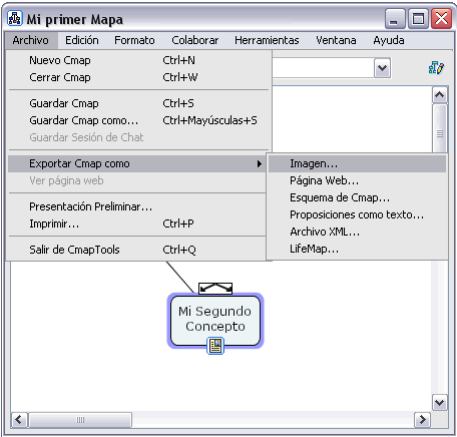 Mi primer Mapa
Archivo Edición Formato Colaborar Herramientas Ventana Ayuda
Nuevo Cmap Ctrl+N
Cerrar Cmap Ctrl+W
Guardar Cmap Ctrl+S
Guardar Cmap como... Ctrl+Mayúsculas+S
Guardar Sesión de Chat
Exportar Cmap como
Ver página web
Presentación Preliminar...
Imprimir... Ctrl+P
Salir de CmapTools Ctrl+Q
Imagen...
Página Web...
Esquema de Cmap...
Proposiciones como texto...
Archivo XML...
LifeMap...
Mi Segundo
Concepto